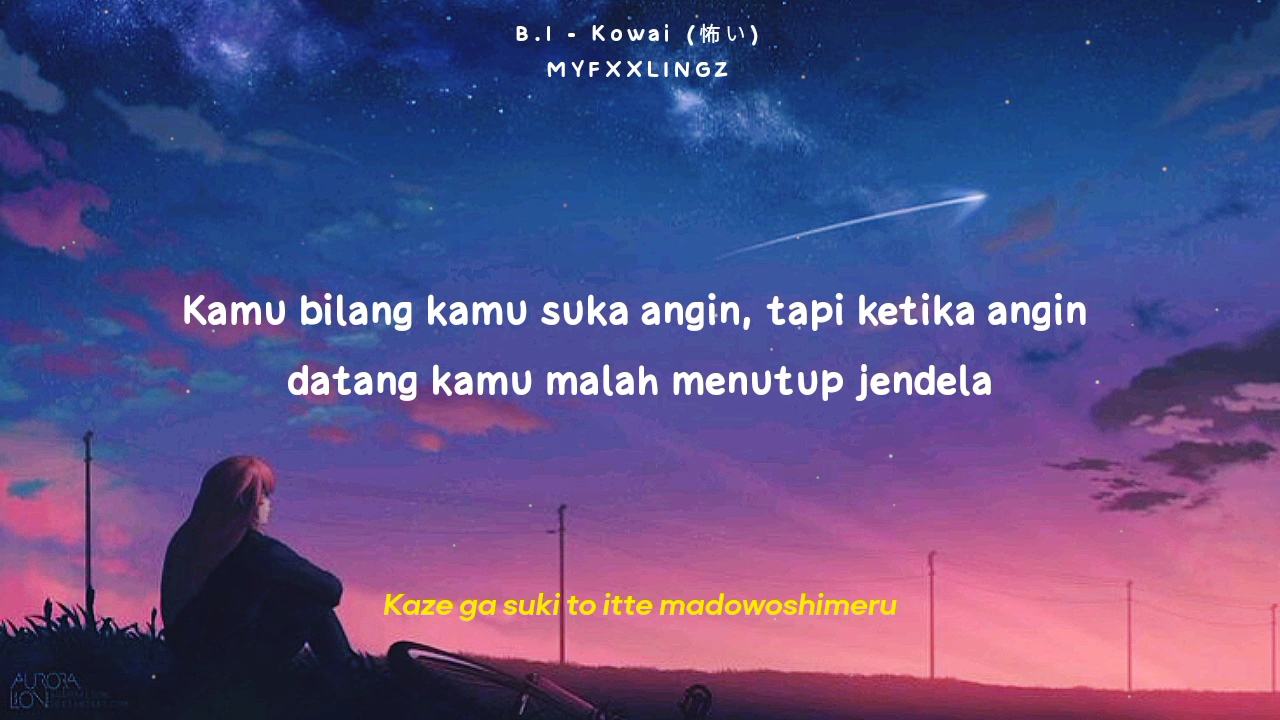 B.I - Kowai (怖い)
MYFXXLINGZ
Kamu bilang kamu suka angin, tapi ketika angin
datang kamu malah menutup jendela
Kaze ga suki to itte madowoshimeru
AURORA
LION